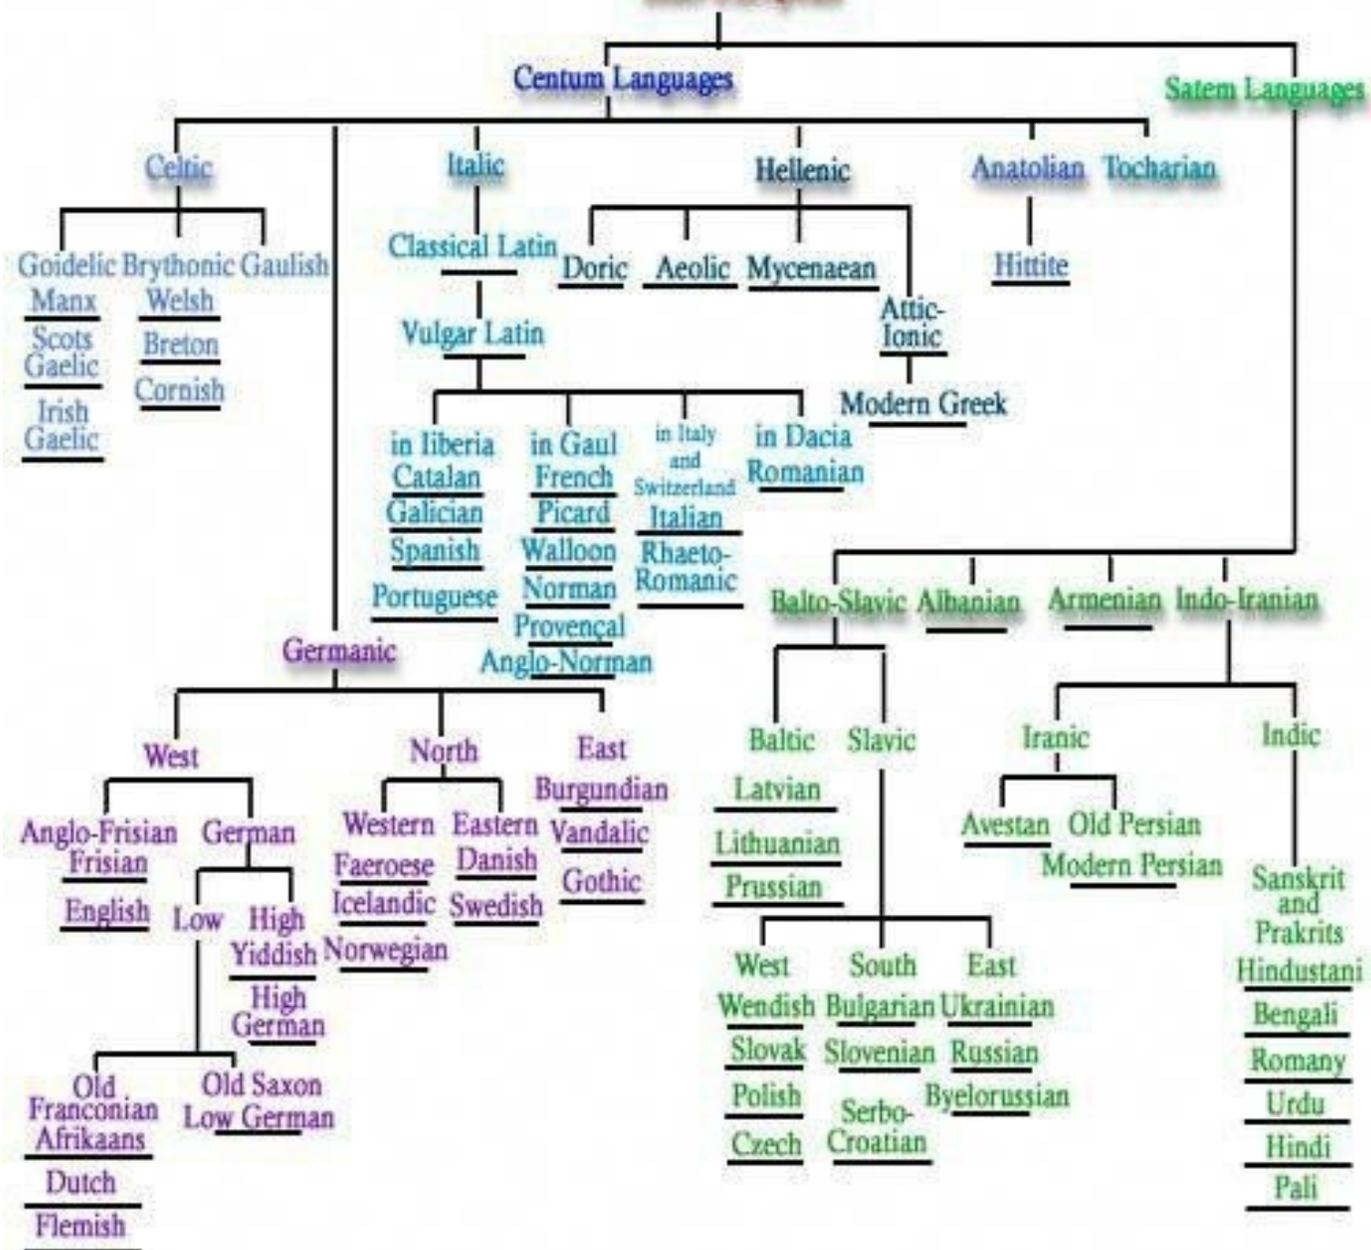 Centum Languages
Satem Languages
Celtic
Italic
Hellenic
Anatolian
Tocharian
Goidelic
Manx
Scots
Gaelic
Irish
Gaelic
Brythonic
Welsh
Breton
Cornish
Gaulish
Classical Latin
Vulgar Latin
in Iiberia
Catalan
Galician
Spanish
Portuguese
in Gaul
French
Picard
Walloon
Norman
Provençal
Anglo-Norman
in Italy
and
Switzerland
Italian
Rhaeto-
Romanic
in Dacia
Romanian
Doric
Aeolic
Mycenaean
Attic-
Ionic
Modern Greek
Hittite
Germanic
West
Anglo-Frisian
Frisian
English
German
Low
High
Yiddish
High
German
Old
Franconian
Afrikaans
Dutch
Flemish
Old Saxon
Low German
North
Western
Faeroese
Icelandic
Norwegian
Eastern
Danish
Swedish
East
Burgundian
Vandalic
Gothic
Balto-Slavic
Albanian
Armenian
Indo-Iranian
Baltic
Latvian
Lithuanian
Prussian
Slavic
West
Wendish
Slovak
Polish
Czech
South
Bulgarian
Slovenian
Serbo-
Croatian
East
Ukrainian
Russian
Byelorussian
Iranic
Avestan
Old Persian
Modern Persian
Indic
Sanskrit
and
Prakrits
Hindustani
Bengali
Romany
Urdu
Hindi
Pali